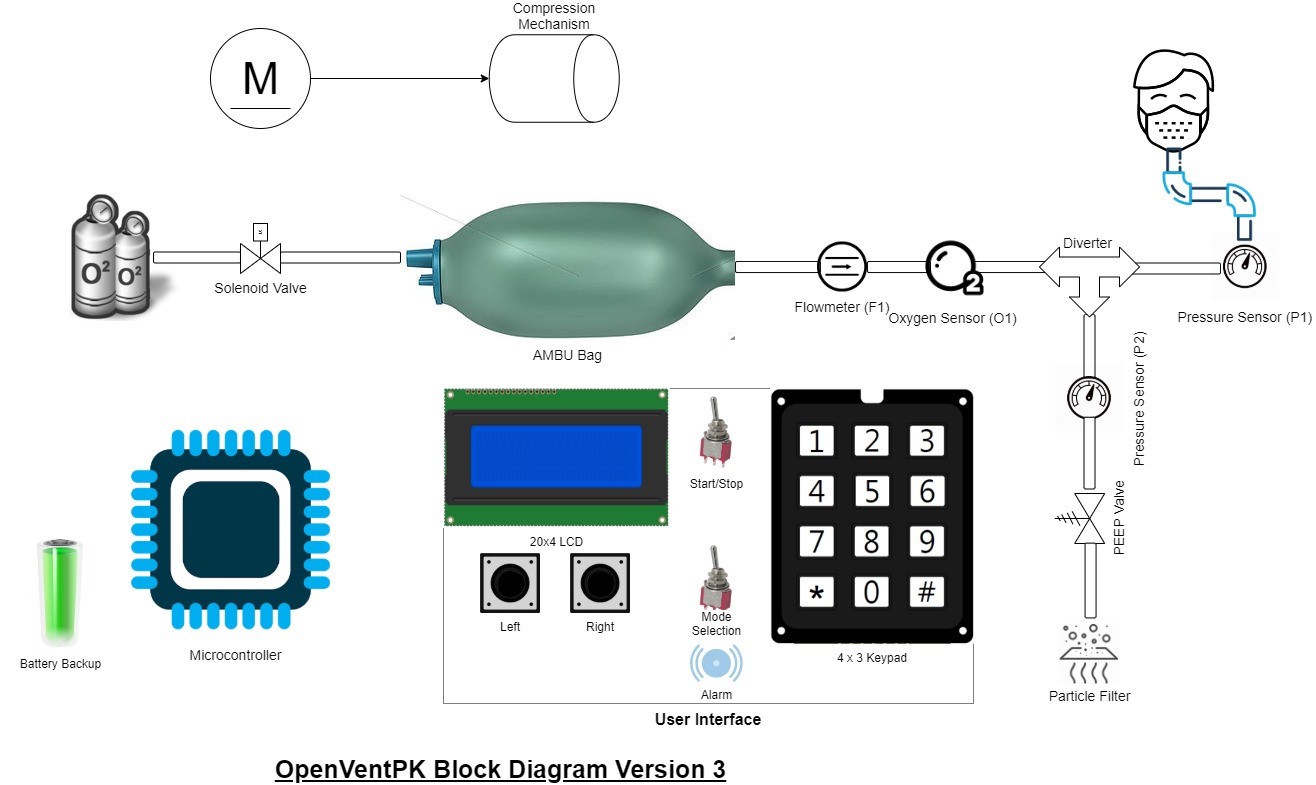 Compression
Mechanism
M
O2
O2
S
Solenoid Valve
AMBU Bag
Flowmeter (F1)
2
Oxygen Sensor (O1)
Diverter
Pressure Sensor (P1)
Pressure Sensor (P2)
PEEP Valve
Particle Filter
20x4 LCD
Start/Stop
Left
Right
Mode
Selection
Alarm
1 2 3
4 5 6
7 8 9
* 0 #
4 x 3 Keypad
User Interface
Microcontroller
Battery Backup
OpenVentPK Block Diagram Version 3